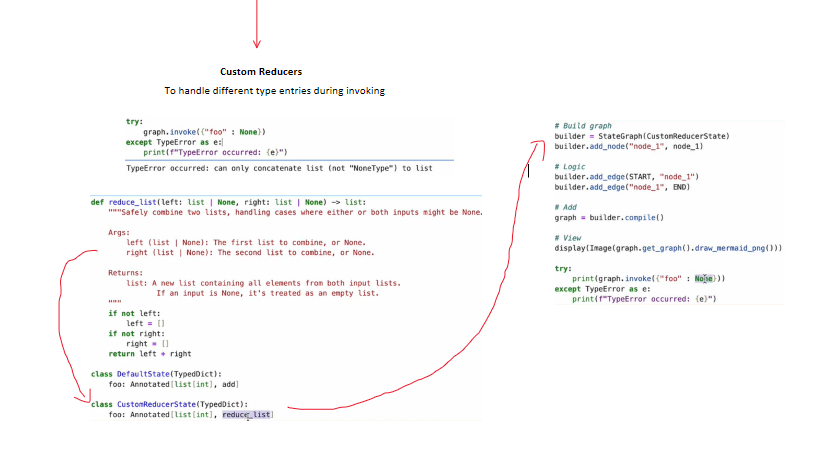 Custom Reducers
To handle different type entries during invoking
try:
    graph.invoke({"foo" : None})
except TypeError as e:
    print(f"TypeError occurred: {e}")
TypeError occurred: can only concatenate list (not "NoneType") to list
def reduce_list(left: list | None, right: list | None) -> list:
    """Safely combine two lists, handling cases where either or both inputs might be None.
    Args:
        left (list | None): The first list to combine, or None.
        right (list | None): The second list to combine, or None.
    Returns:
        list: A new list containing all elements from both input lists.
               If an input is None, it's treated as an empty list.
    """
    if not left:
        left = []
    if not right:
        right = []
    return left + right
class DefaultState(TypedDict):
    foo: Annotated[list[int], add]
class CustomReducerState(TypedDict):
    foo: Annotated[list[int], reduce_list]
# Build graph
builder = StateGraph(CustomReducerState)
builder.add_node("node_1", node_1)
# Logic
builder.add_edge(START, "node_1")
builder.add_edge("node_1", END)
# Add
graph = builder.compile()
# View
display(Image(graph.get_graph().draw_mermaid_png()))
try:
    print(graph.invoke({"foo" : None}))
except TypeError as e:
    print(f"TypeError occurred: {e}")